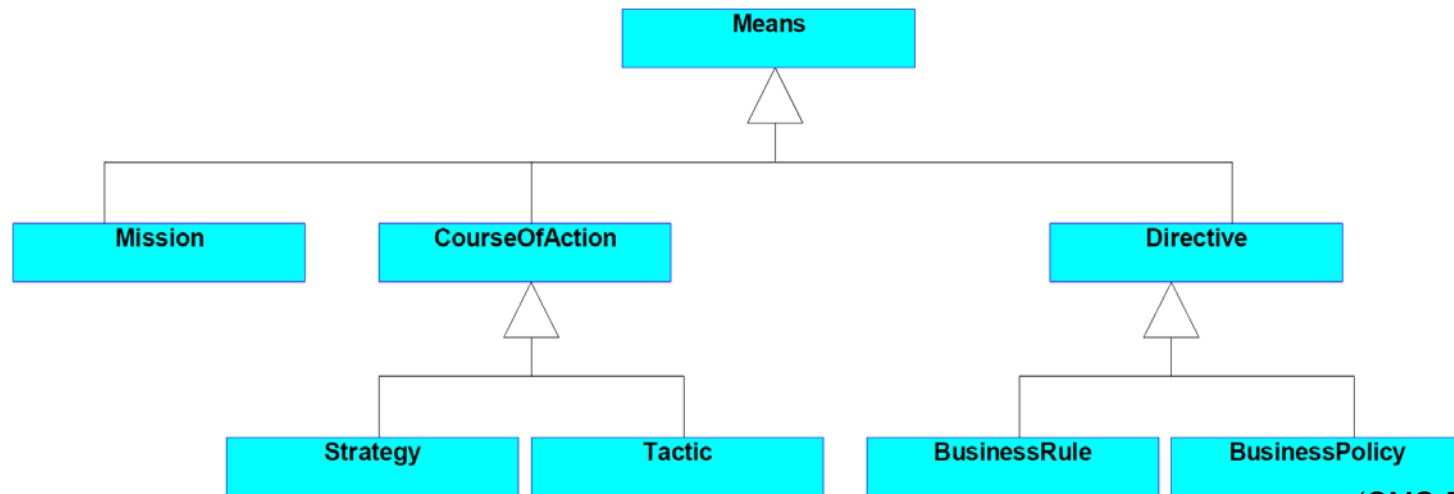 Means
Mission
CourseOfAction
Directive
Strategy
Tactic
BusinessRule
BusinessPolicy